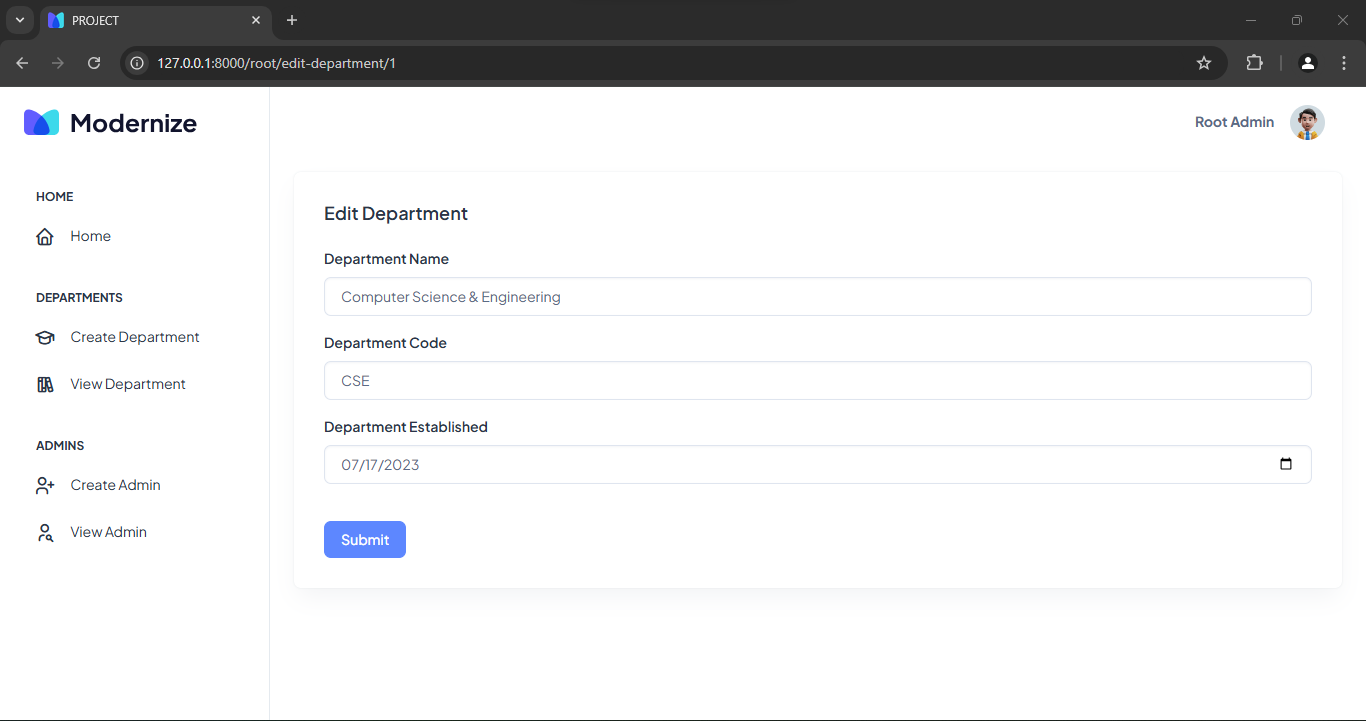 PROJECT
127.0.0.1:8000/root/edit-department/1
Modernize
Root Admin
HOME
Home
DEPARTMENTS
Create Department
View Department
ADMINS
Create Admin
View Admin
Edit Department
Department Name
Computer Science & Engineering
Department Code
CSE
Department Established
07/17/2023
Submit